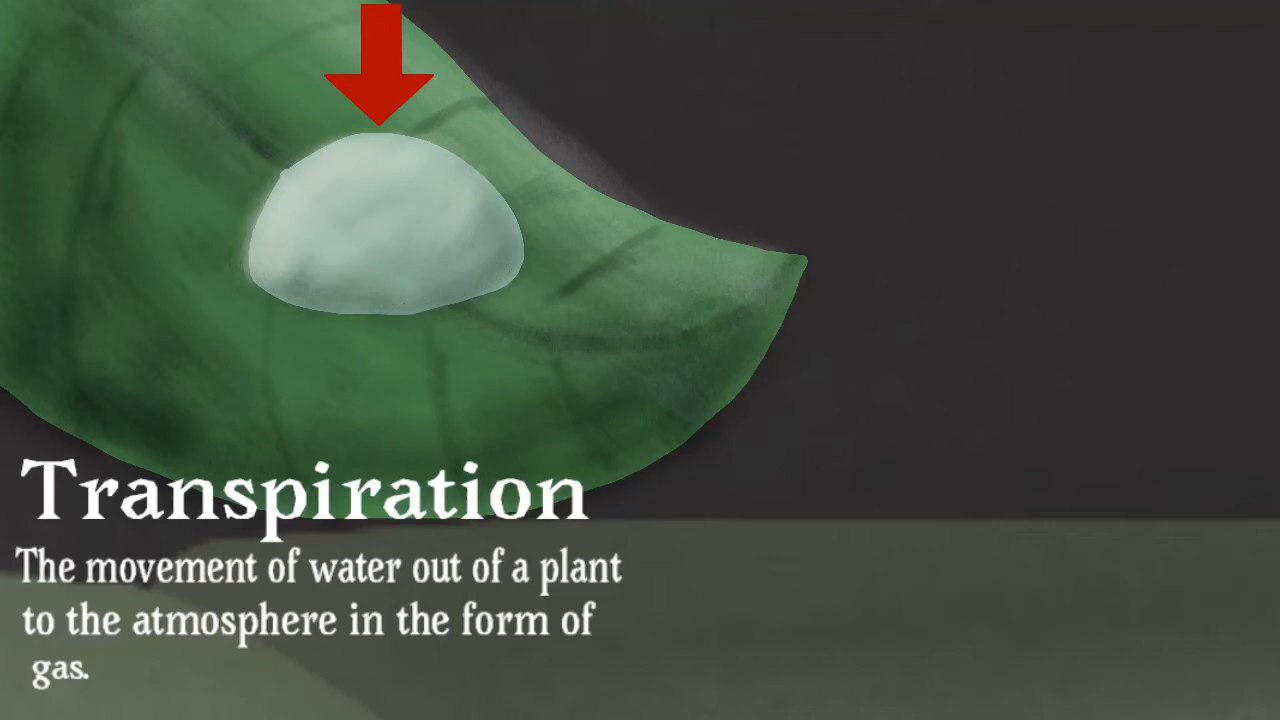 Transpiration
The movement of water out of a plant
to the atmosphere in the form of
gas.